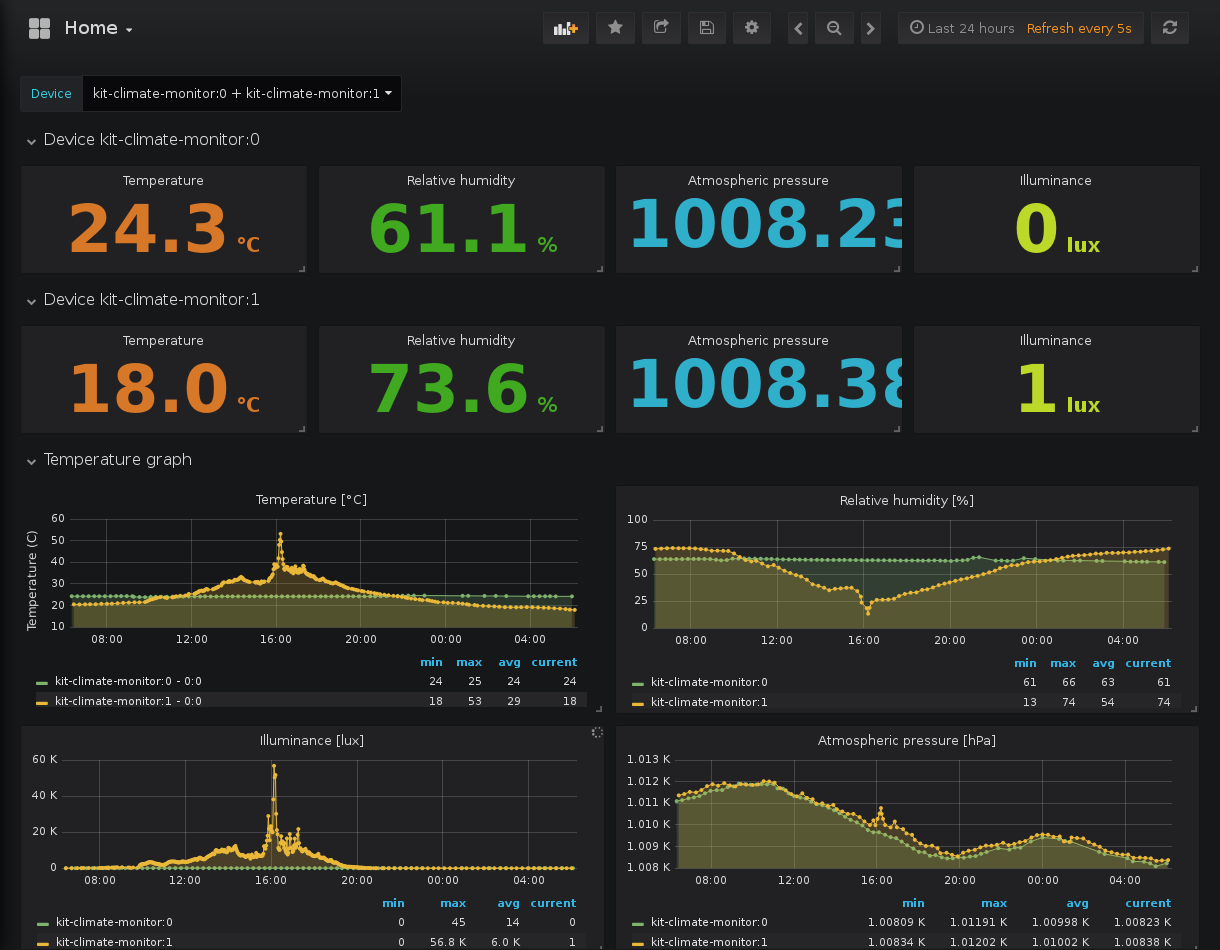 Home
Last 24 hours Refresh every 5s
Device kit-climate-monitor:0 + kit-climate-monitor:1
Device kit-climate-monitor:0
Temperature Relative humidity Atmospheric pressure Illuminance
24.3 °C 61.1 % 1008.23 0 lux
Device kit-climate-monitor:1
Temperature Relative humidity Atmospheric pressure Illuminance
18.0 °C 73.6 % 1008.38 1 lux
Temperature graph
Temperature [°C]
Temperature (C)
60
50
40
30
20
10
08:00 12:00 16:00 20:00 00:00 04:00
min max avg current
kit-climate-monitor:0 - 0:0 24 25 24 24
kit-climate-monitor:1 - 0:0 18 53 29 18
Relative humidity [%]
100
75
50
25
0
08:00 12:00 16:00 20:00 00:00 04:00
min max avg current
kit-climate-monitor:0 61 66 63 61
kit-climate-monitor:1 13 74 54 74
Illuminance [lux]
60 K
40 K
20 K
0
08:00 12:00 16:00 20:00 00:00 04:00
min max avg current
kit-climate-monitor:0 0 45 14 0
kit-climate-monitor:1 0 56.8 K 6.0 K 1
Atmospheric pressure [hPa]
1.013 K
1.012 K
1.011 K
1.010 K
1.009 K
1.008 K
08:00 12:00 16:00 20:00 00:00 04:00
min max avg current
kit-climate-monitor:0 1.00809 K 1.01191 K 1.00998 K 1.00823 K
kit-climate-monitor:1 1.00834 K 1.01202 K 1.01002 K 1.00838 K